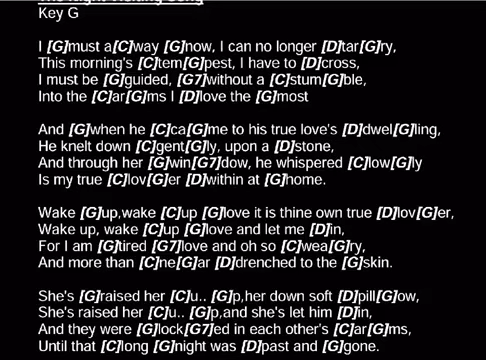 The Night Visiting Song
Key G
I [G]must a[C]way [G]now, I can no longer [D]tar[G]ry,
This morning's [C]tem[G]pest, I have to [D]cross,
I must be [G]guided, [G7]without a [C]stum[G]ble,
Into the [C]ar[G]ms I [D]love the [G]most
And [G]when he [C]ca[G]me to his true love's [D]dwel[G]ling,
He knelt down [C]gent[G]ly, upon a [D]stone,
And through her [G]win[G7]dow, he whispered [C]low[G]ly
Is my true [C]lov[G]er [D]within at [G]home.
Wake [G]up,wake [C]up [G]love it is thine own true [D]lov[G]er,
Wake up, wake [C]up [G]love and let me [D]in,
For I am [G]tired [G7]love and oh so [C]wea[G]ry,
And more than [C]ne[G]ar [D]drenched to the [G]skin.
She's [G]raised her [C]u.. [G]p,her down soft [D]pill[G]ow,
She's raised her [C]u.. [G]p,and she's let him [D]in,
And they were [G]lock[G7]ed in each other's [C]ar[G]ms,
Until that [C]long [G]night was [D]past and [G]gone.